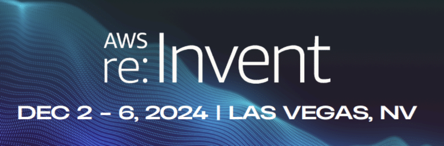 AWS
re:Invent
DEC 2 – 6, 2024 | LAS VEGAS, NV